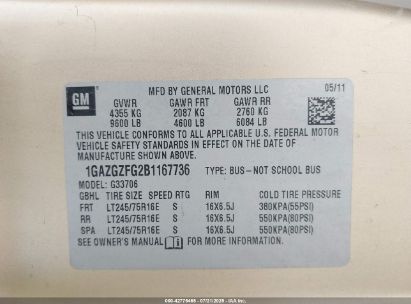 GM
MFD BY GENERAL MOTORS LLC 05/11
GVWR GAWR FRT GAWR RR
4355 KG 2087 KG 2760 KG
9600 LB 4600 LB 6084 LB
THIS VEHICLE CONFORMS TO ALL APPLICABLE U.S. FEDERAL MOTOR
VEHICLE SAFETY STANDARDS IN EFFECT ON THE DATE OF
MANUFACTURE SHOWN ABOVE.
1GAZGZFG2B1167736 TYPE: BUS-NOT SCHOOL BUS
MODEL: G33706
GBHL TIRE SIZE SPEED RTG RIM COLD TIRE PRESSURE
FRT LT245/75R16E S 16X6.5J 380KPA(55PSI)
RR LT245/75R16E S 16X6.5J 550KPA(80PSI)
SPA LT245/75R16E S 16X6.5J 550KPA(80PSI)
SEE OWNER'S MANUAL FOR MORE INFORMATION.